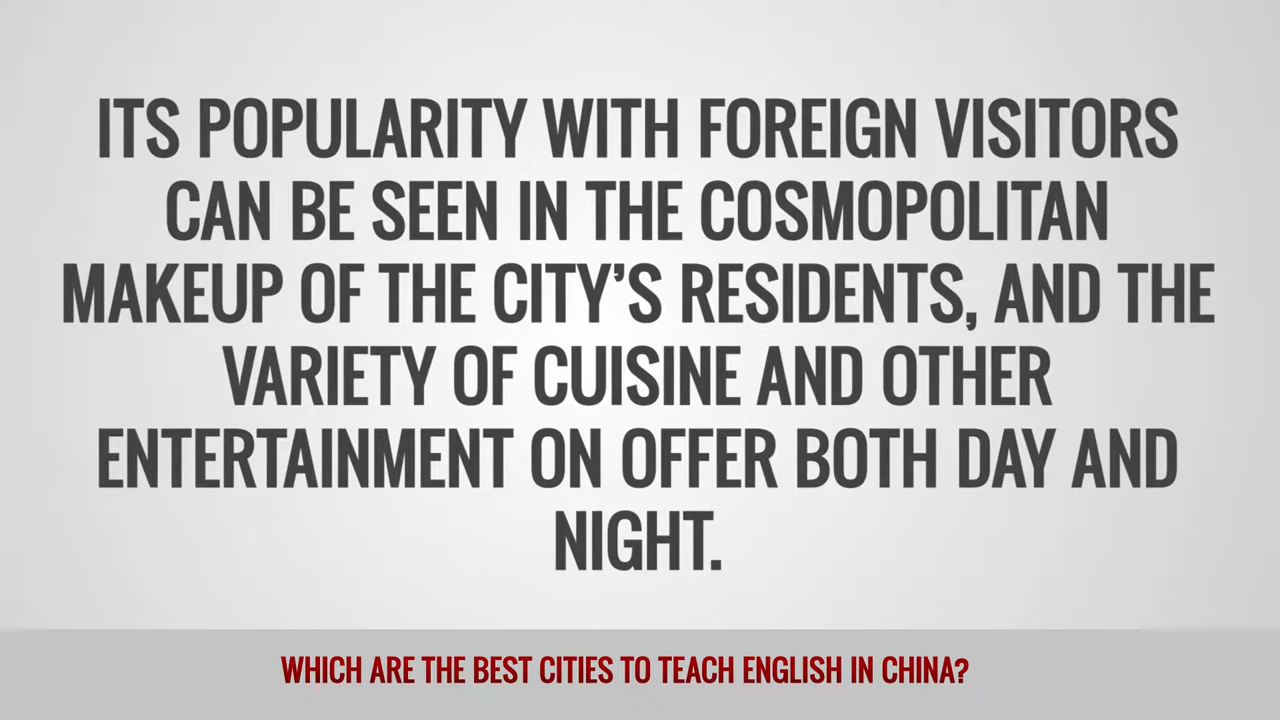 ITS POPULARITY WITH FOREIGN VISITORS
CAN BE SEEN IN THE COSMOPOLITAN
MAKEUP OF THE CITY’S RESIDENTS, AND THE
VARIETY OF CUISINE AND OTHER
ENTERTAINMENT ON OFFER BOTH DAY AND
NIGHT.
WHICH ARE THE BEST CITIES TO TEACH ENGLISH IN CHINA?